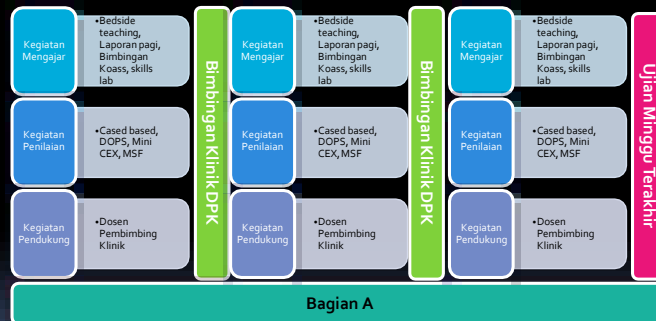 Kegiatan
Mengajar
•Bedside
teaching,
Laporan pagi,
Bimbingan
Koass, skills
lab
Kegiatan
Penilaian
•Cased based,
DOPS, Mini
CEX, MSF
Kegiatan
Pendukung
•Dosen
Pembimbing
Klinik
Bimbingan Klinik DPK
Kegiatan
Mengajar
•Bedside
teaching,
Laporan pagi,
Bimbingan
Koass, skills
lab
Kegiatan
Penilaian
•Cased based,
DOPS, Mini
CEX, MSF
Kegiatan
Pendukung
•Dosen
Pembimbing
Klinik
Bimbingan Klinik DPK
Kegiatan
Mengajar
•Bedside
teaching,
Laporan pagi,
Bimbingan
Koass, skills
lab
Kegiatan
Penilaian
•Cased based,
DOPS, Mini
CEX, MSF
Kegiatan
Pendukung
•Dosen
Pembimbing
Klinik
Ujian Minggu Terakhir
Bagian A